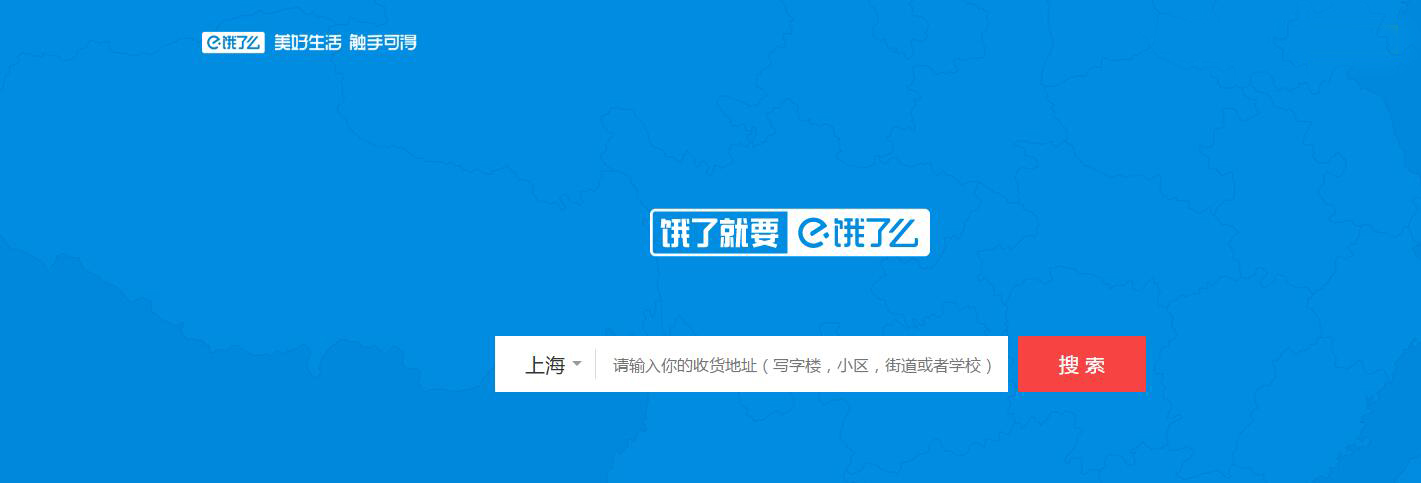 饿了么 美好生活 触手可得
饿了就要 饿了么
上海 请输入你的收货地址（写字楼，小区，街道或者学校） 搜 索